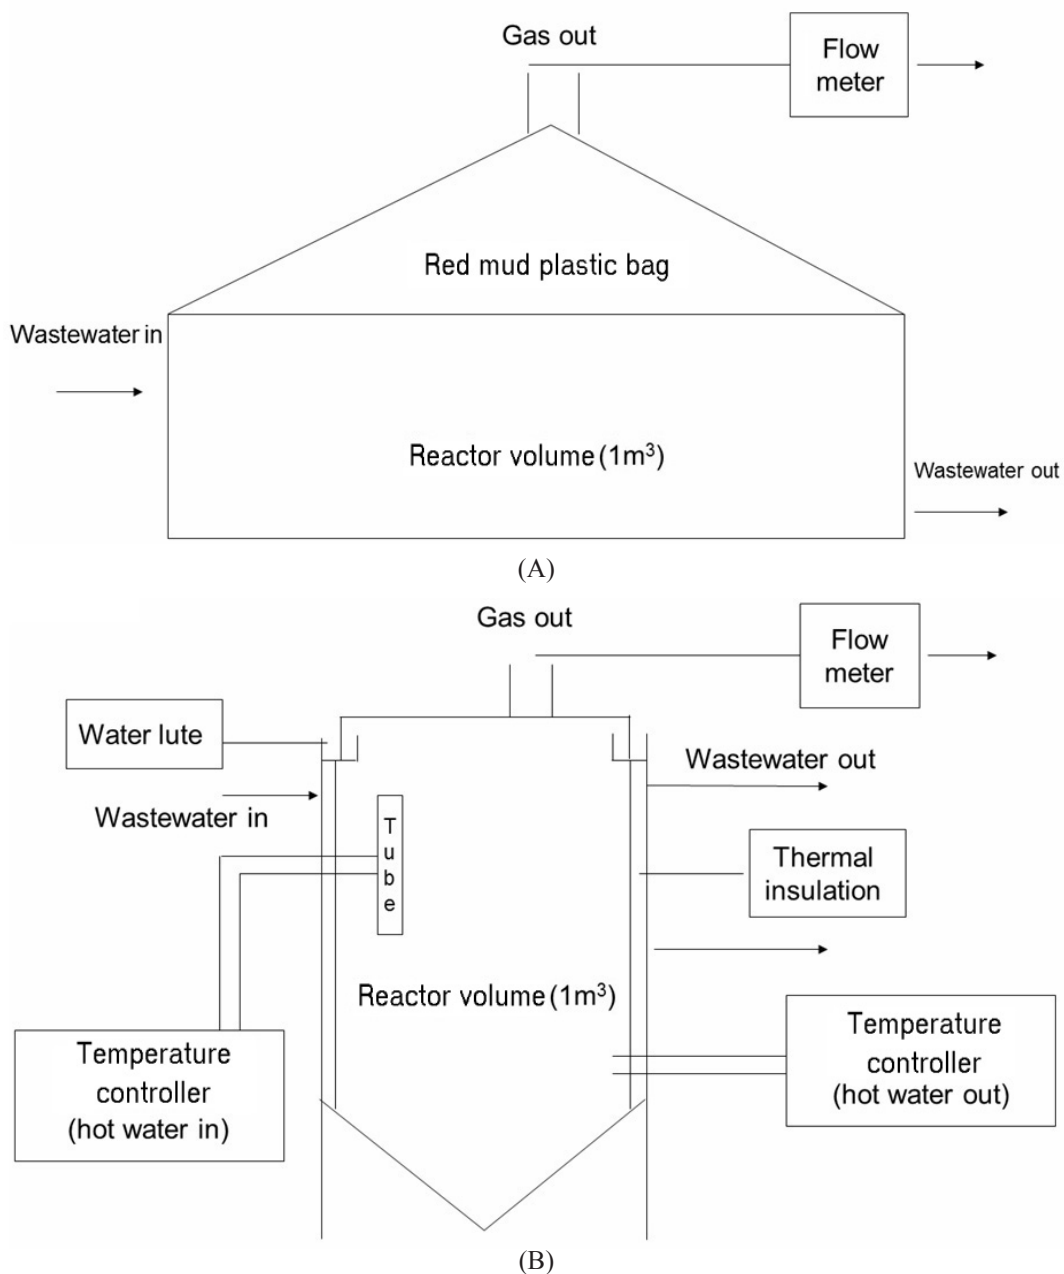 Gas out
Flow
meter
Red mud plastic bag
Wastewater in
Reactor volume (1m³)
Wastewater out
(A)
Gas out
Flow
meter
Water lute
Wastewater out
Wastewater in
Tube
Thermal
insulation
Reactor volume (1m³)
Temperature
controller
(hot water in)
Temperature
controller
(hot water out)
(B)